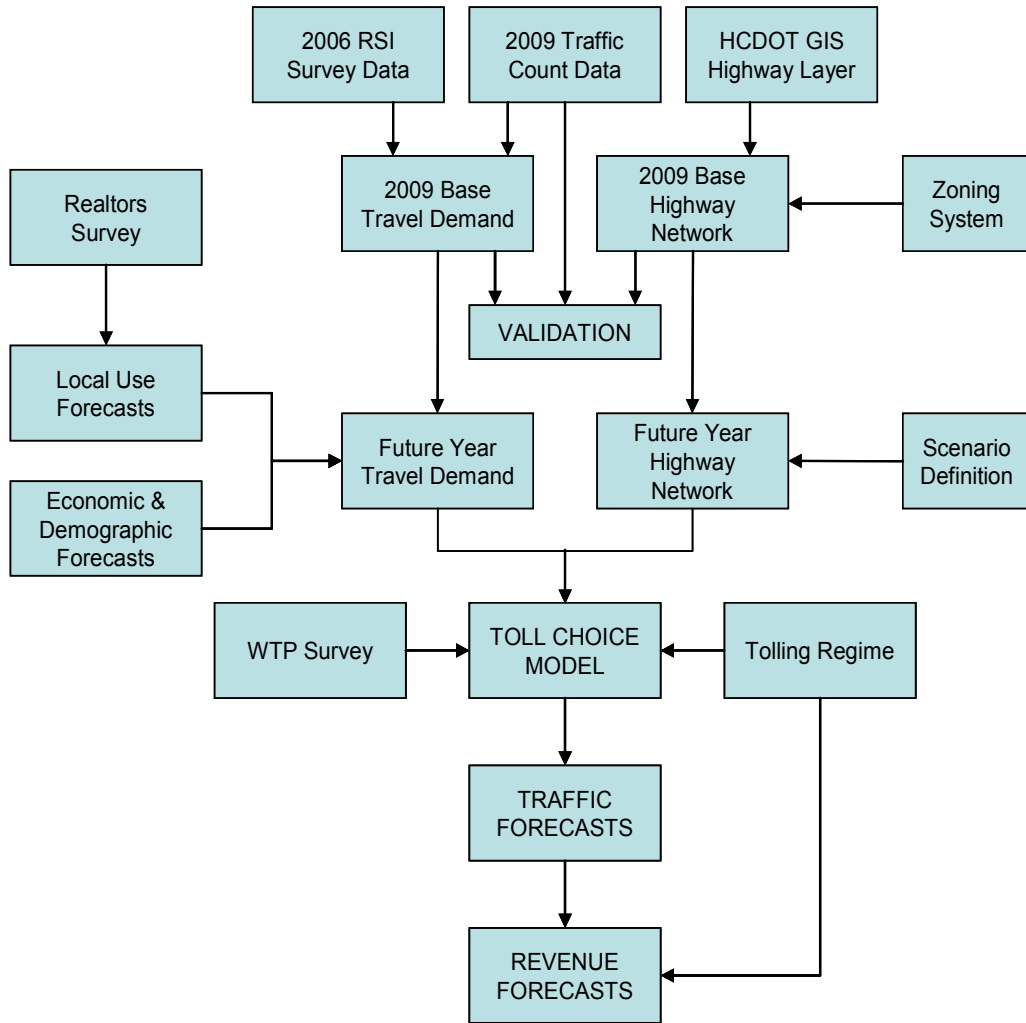 2006 RSI
Survey Data
2009 Traffic
Count Data
HCDOT GIS
Highway Layer
Realtors
Survey
2009 Base
Travel Demand
2009 Base
Highway
Network
Zoning
System
VALIDATION
Local Use
Forecasts
Economic &
Demographic
Forecasts
Future Year
Travel Demand
Future Year
Highway
Network
Scenario
Definition
WTP Survey
TOLL CHOICE
MODEL
Tolling Regime
TRAFFIC
FORECASTS
REVENUE
FORECASTS